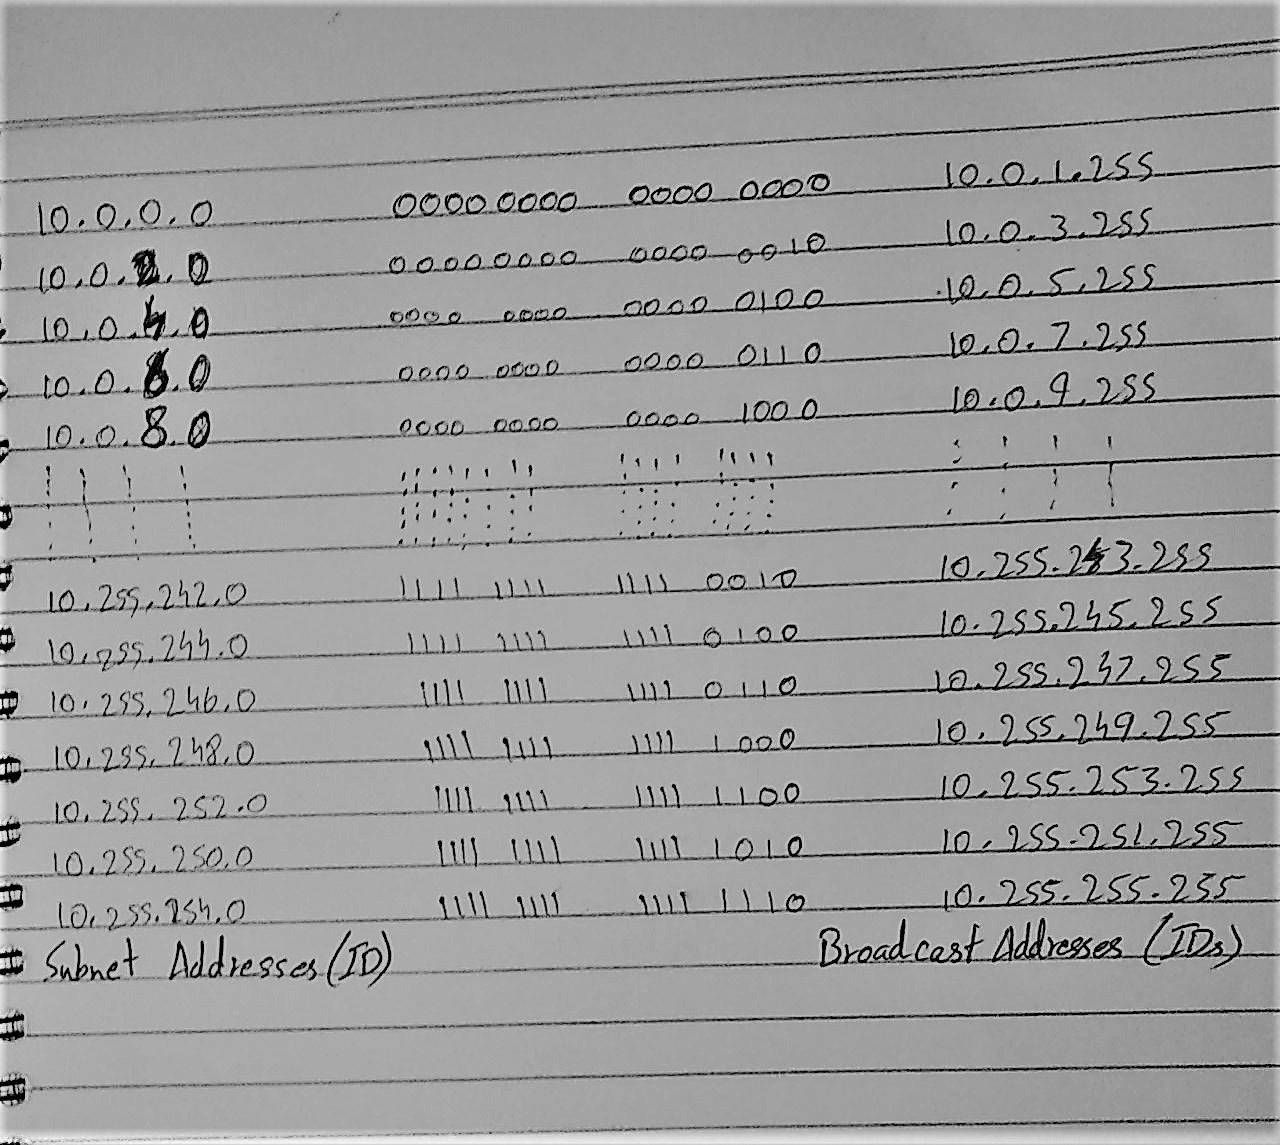 10.0.0.0 0000 0000 0000 0000 10.0.1.255
10.0.2.0 0000 0000 0000 0010 10.0.3.255
10.0.4.0 0000 0000 0000 0100 10.0.5.255
10.0.6.0 0000 0000 0000 0110 10.0.7.255
10.0.8.0 0000 0000 0000 1000 10.0.9.255
10.255.242.0 1111 1111 1111 0010 10.255.243.255
10.255.244.0 1111 1111 1111 0100 10.255.245.255
10.255.246.0 1111 1111 1111 0110 10.255.247.255
10.255.248.0 1111 1111 1111 1000 10.255.249.255
10.255.252.0 1111 1111 1111 1100 10.255.253.255
10.255.250.0 1111 1111 1111 1010 10.255.251.255
10.255.254.0 1111 1111 1111 1110 10.255.255.255
Subnet Addresses (ID) Broadcast Addresses (IDs)